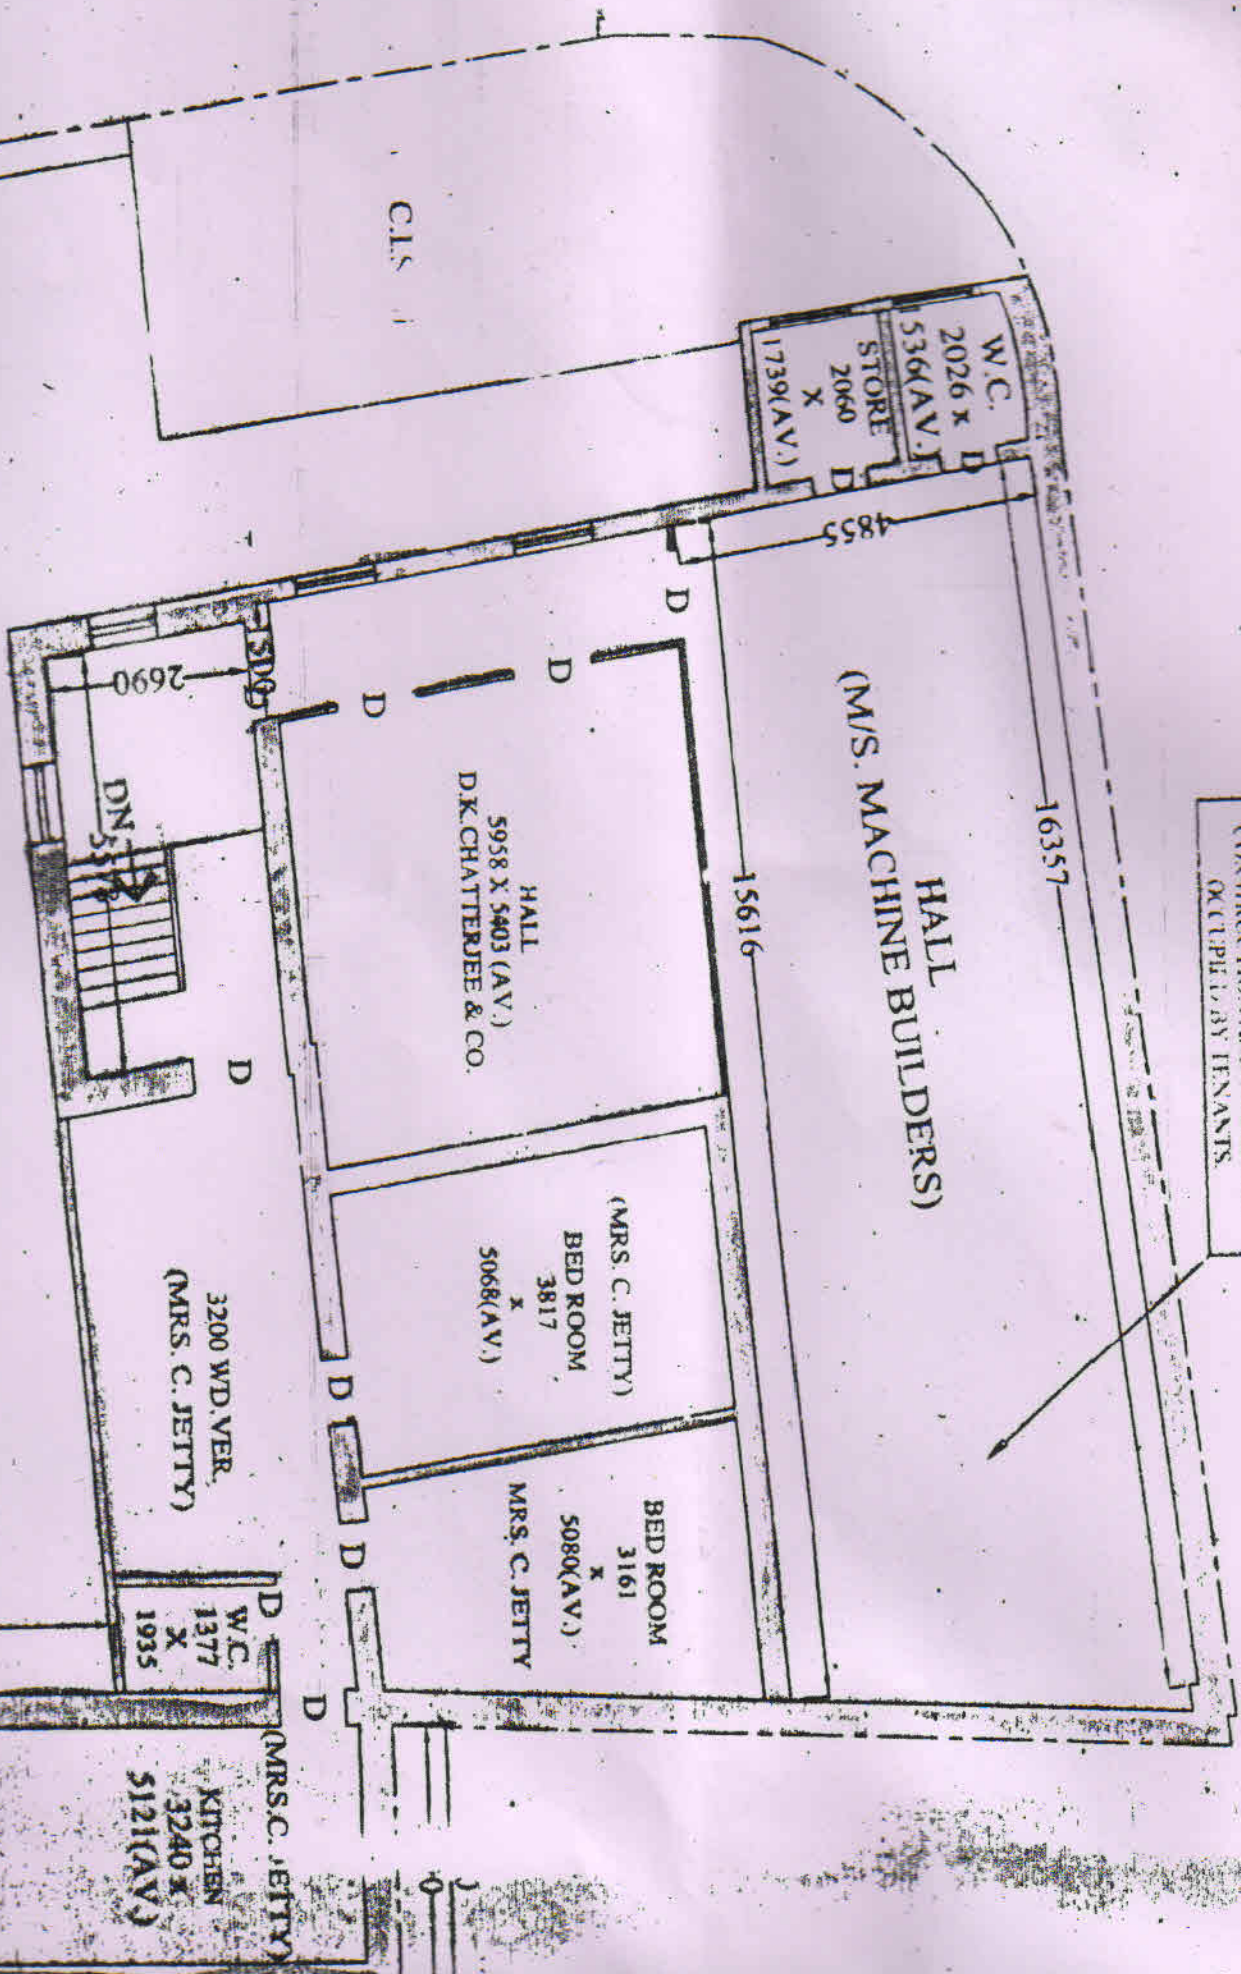 OCCUPIED BY TENANTS.
W.C.
2026 x
536(AV.)
D
STORE
2060
X
1739(AV.)
D
4855
16357
HALL
(M/S. MACHINE BUILDERS)
15616
C.I.S
D
D
D
HALL
5958 X 5403 (AV.)
D.K.CHATTERJEE & CO.
(MRS. C. JETTY)
BED ROOM
3817
X
5068(AV.)
BED ROOM
3161
X
5080(AV.)
MRS. C. JETTY
2690
DN
D
D
D
3200 WD.VER.
(MRS. C. JETTY)
D
W.C.
1377
X
1935
D
(MRS.C. JETTY)
KITCHEN
3240 x
5121(AV.)